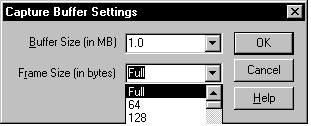 Capture Buffer Settings
Buffer Size (in MB) 1.0 OK
Frame Size (in bytes) Full Cancel
Full
64 Help
128